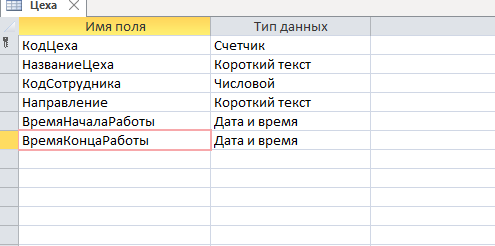 Цеха
Имя поля Тип данных
КодЦеха Счетчик
НазваниеЦеха Короткий текст
КодСотрудника Числовой
Направление Короткий текст
ВремяНачалаРаботы Дата и время
ВремяКонцаРаботы Дата и время